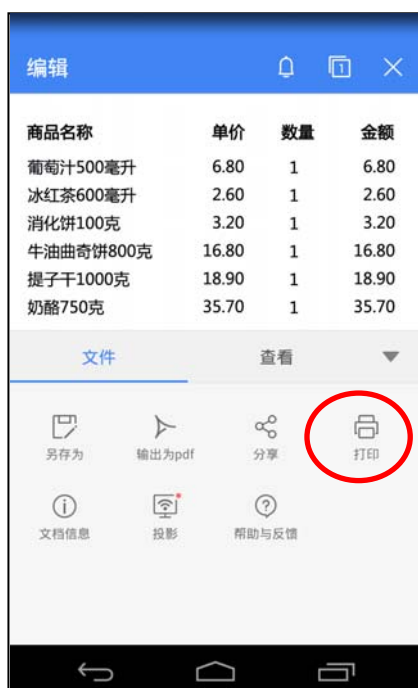 编辑
1
商品名称 单价 数量 金额
葡萄汁500毫升 6.80 1 6.80
冰红茶600毫升 2.60 1 2.60
消化饼100克 3.20 1 3.20
牛油曲奇饼800克 16.80 1 16.80
提子干1000克 18.90 1 18.90
奶酪750克 35.70 1 35.70
文件 查看
另存为 输出为pdf 分享 打印
文档信息 投影 帮助与反馈